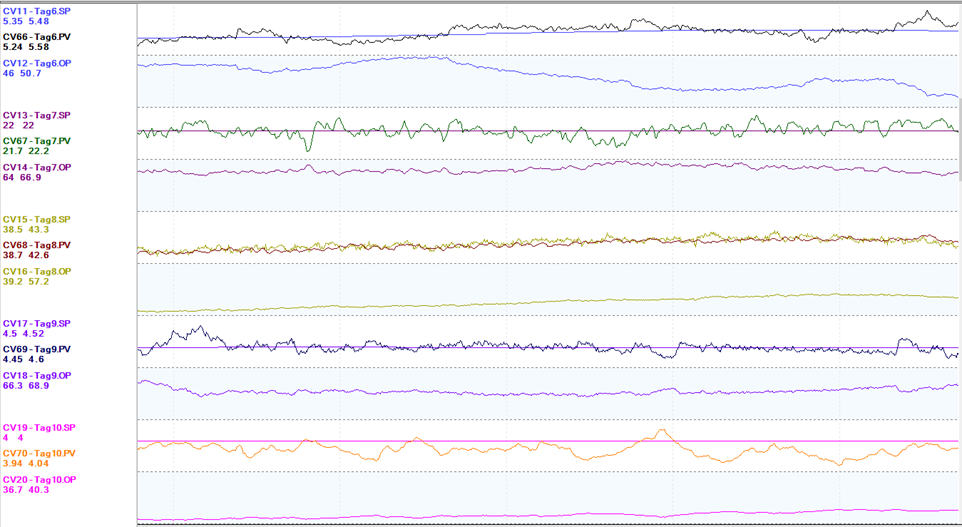 CV11-Tag6.SP
5.35 5.48
CV66-Tag6.PV
5.24 5.58
CV12-Tag6.OP
46 50.7
CV13-Tag7.SP
22 22
CV67-Tag7.PV
21.7 22.2
CV14-Tag7.OP
64 66.9
CV15-Tag8.SP
38.5 43.3
CV68-Tag8.PV
38.7 42.6
CV16-Tag8.OP
39.2 57.2
CV17-Tag9.SP
4.5 4.52
CV69-Tag9.PV
4.45 4.6
CV18-Tag9.OP
66.3 68.9
CV19-Tag10.SP
4 4
CV70-Tag10.PV
3.94 4.04
CV20-Tag10.OP
36.7 40.3